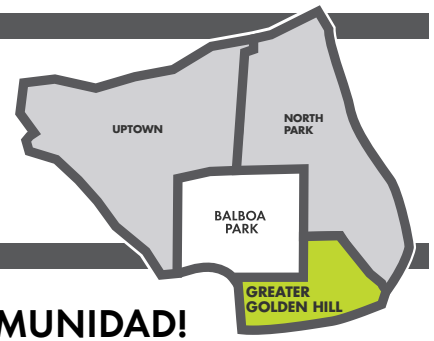 UPTOWN
NORTH
PARK
BALBOA
PARK
GREATER
GOLDEN HILL
MUNIDAD!